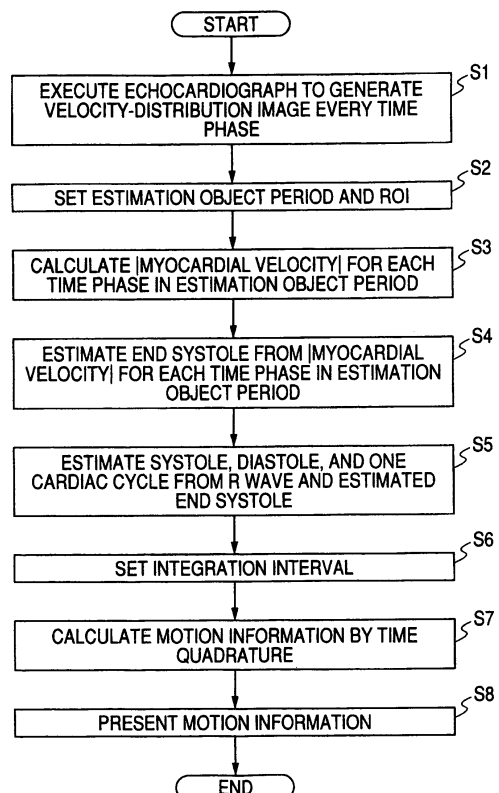 START
S1
EXECUTE ECHOCARDIOGRAPH TO GENERATE
VELOCITY-DISTRIBUTION IMAGE EVERY TIME
PHASE
S2
SET ESTIMATION OBJECT PERIOD AND ROI
S3
CALCULATE |MYOCARDIAL VELOCITY| FOR EACH
TIME PHASE IN ESTIMATION OBJECT PERIOD
S4
ESTIMATE END SYSTOLE FROM |MYOCARDIAL
VELOCITY| FOR EACH TIME PHASE IN ESTIMATION
OBJECT PERIOD
S5
ESTIMATE SYSTOLE, DIASTOLE, AND ONE
CARDIAC CYCLE FROM R WAVE AND ESTIMATED
END SYSTOLE
S6
SET INTEGRATION INTERVAL
S7
CALCULATE MOTION INFORMATION BY TIME
QUADRATURE
S8
PRESENT MOTION INFORMATION
END